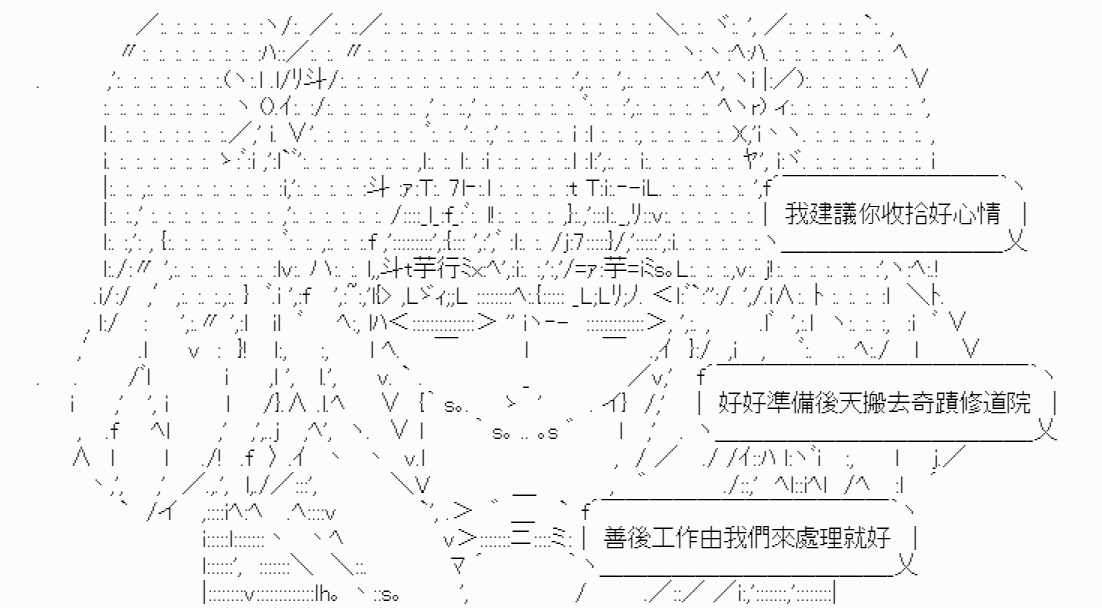 我建議你收拾好心情
好好準備後天搬去奇蹟修道院
善後工作由我們來處理就好